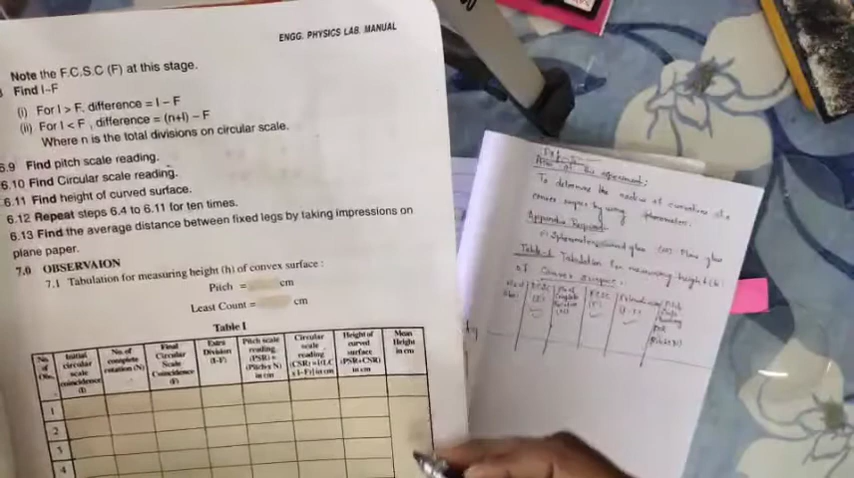 ENGG. PHYSICS LAB. MANUAL
Note the F.C.S.C (F) at this stage.
Find I–F
(i) For I > F, difference = I – F
(ii) For I < F, difference = (n+I) – F
Where n is the total divisions on circular scale.
6.9 Find pitch scale reading.
6.10 Find Circular scale reading.
6.11 Find height of curved surface.
6.12 Repeat steps 6.4 to 6.11 for ten times.
6.13 Find the average distance between fixed legs by taking impressions on
plane paper.
7.0 OBSERVAION
7.1 Tabulation for measuring height (h) of convex surface :
Pitch = cm
Least Count = cm
Table I
No. of Obs.
Initial circular scale coincidence (I)
No. of complete rotation (N)
Final Circular Scale Coincidence (F)
Extra Division (I-F)
Pitch scale reading (PSR) = (Pitch x N) in cm
Circular scale reading (CSR) = [(LC x I-F)] in cm
Height of curved surface (PSR+CSR) in cm
Mean Height in cm
1
2
3
4
Aim of the experiment:
To determine the radius of curvature of a
convex surface by using spherometer.
Apparatus Required
Table-1 Tabulation for measuring height (h)
of Convex surface: